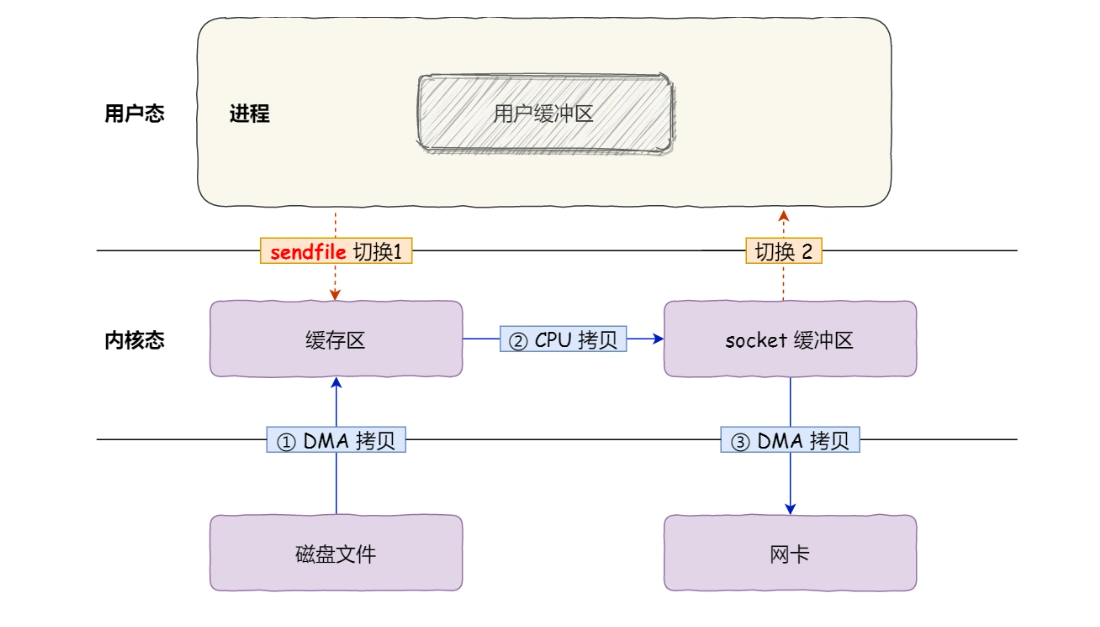 用户态
进程
用户缓冲区
sendfile 切换1
切换 2
内核态
缓存区
② CPU 拷贝
socket 缓冲区
① DMA 拷贝
③ DMA 拷贝
磁盘文件
网卡